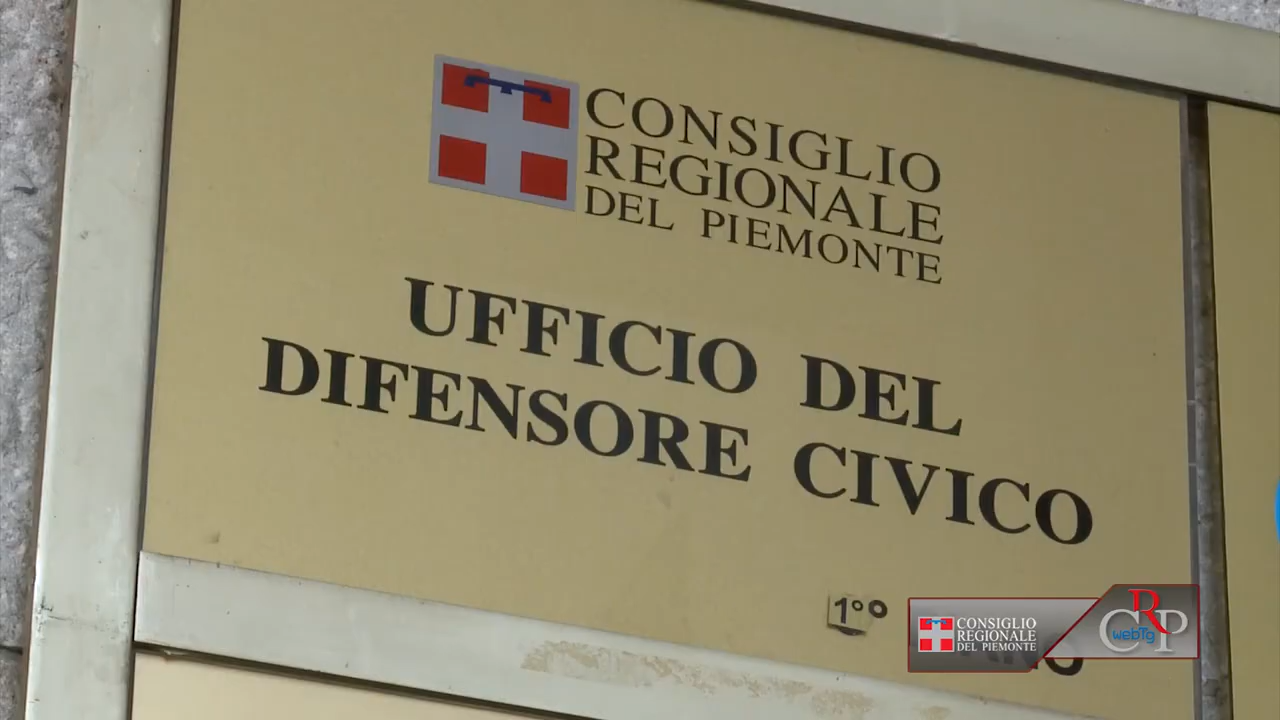 CONSIGLIO
REGIONALE
DEL PIEMONTE
UFFICIO DEL
DIFENSORE CIVICO
1°º
CONSIGLIO
REGIONALE
DEL PIEMONTE
CRP
webTg